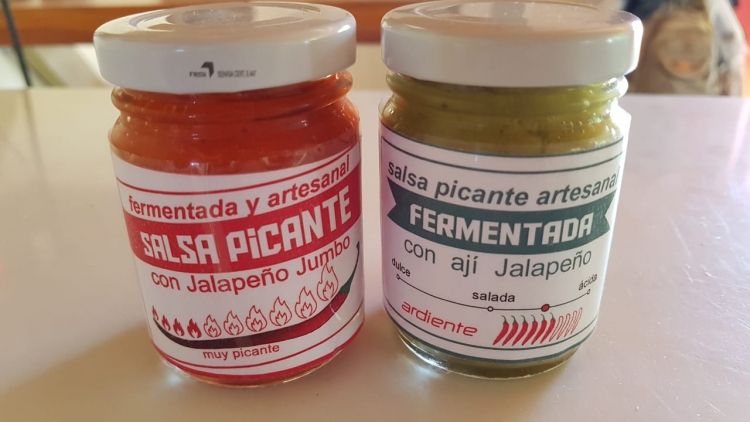 fermentada y artesanal
SALSA PiCANTE
con Jalapeño Jumbo
muy picante
salsa picante artesanal
FERMENTADA
con ají Jalapeño
dulce
salada
ácida
ardiente